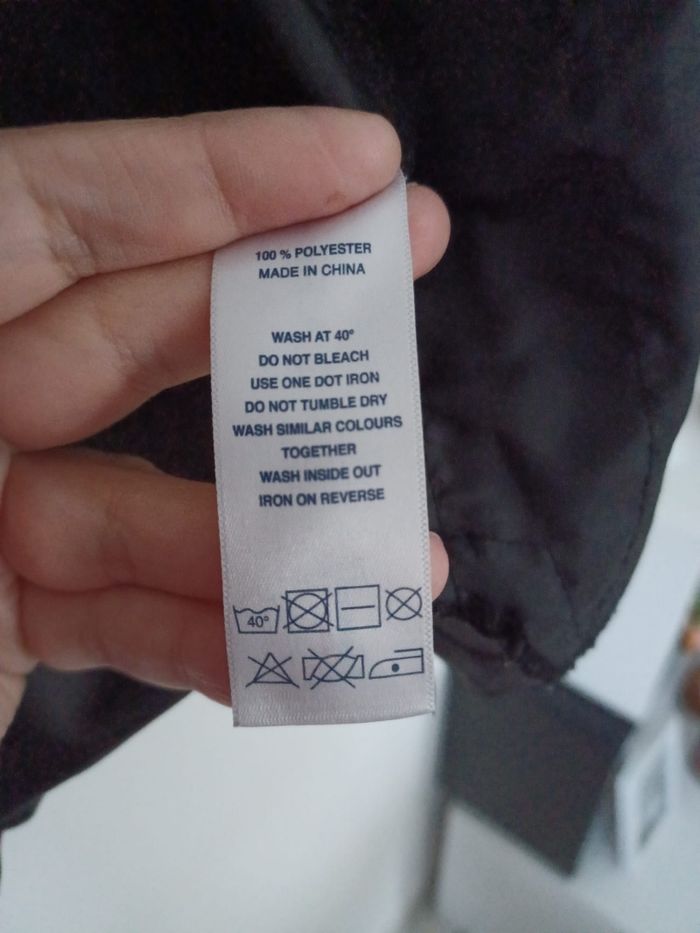 100 % POLYESTER
MADE IN CHINA
WASH AT 40°
DO NOT BLEACH
USE ONE DOT IRON
DO NOT TUMBLE DRY
WASH SIMILAR COLOURS
TOGETHER
WASH INSIDE OUT
IRON ON REVERSE
40°